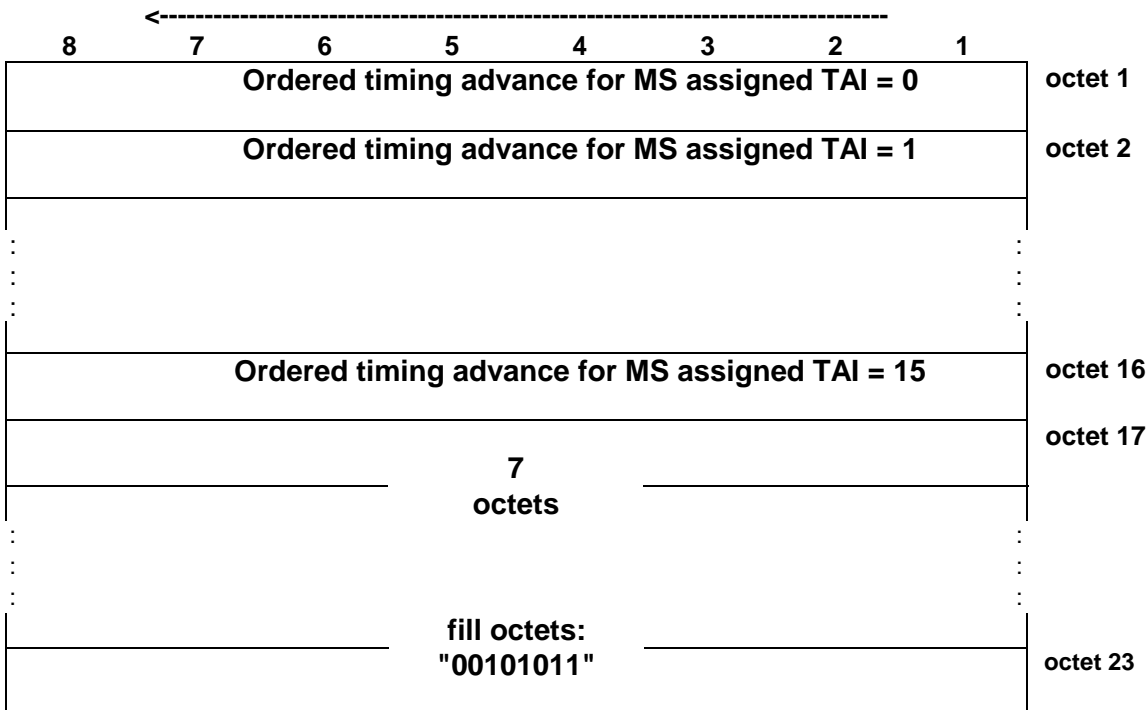 <--------------------------------------------------------------------------------
8 7 6 5 4 3 2 1
Ordered timing advance for MS assigned TAI = 0 octet 1
Ordered timing advance for MS assigned TAI = 1 octet 2
: :
: :
: :
Ordered timing advance for MS assigned TAI = 15 octet 16
octet 17
7
octets
: :
: :
: :
fill octets:
"00101011" octet 23